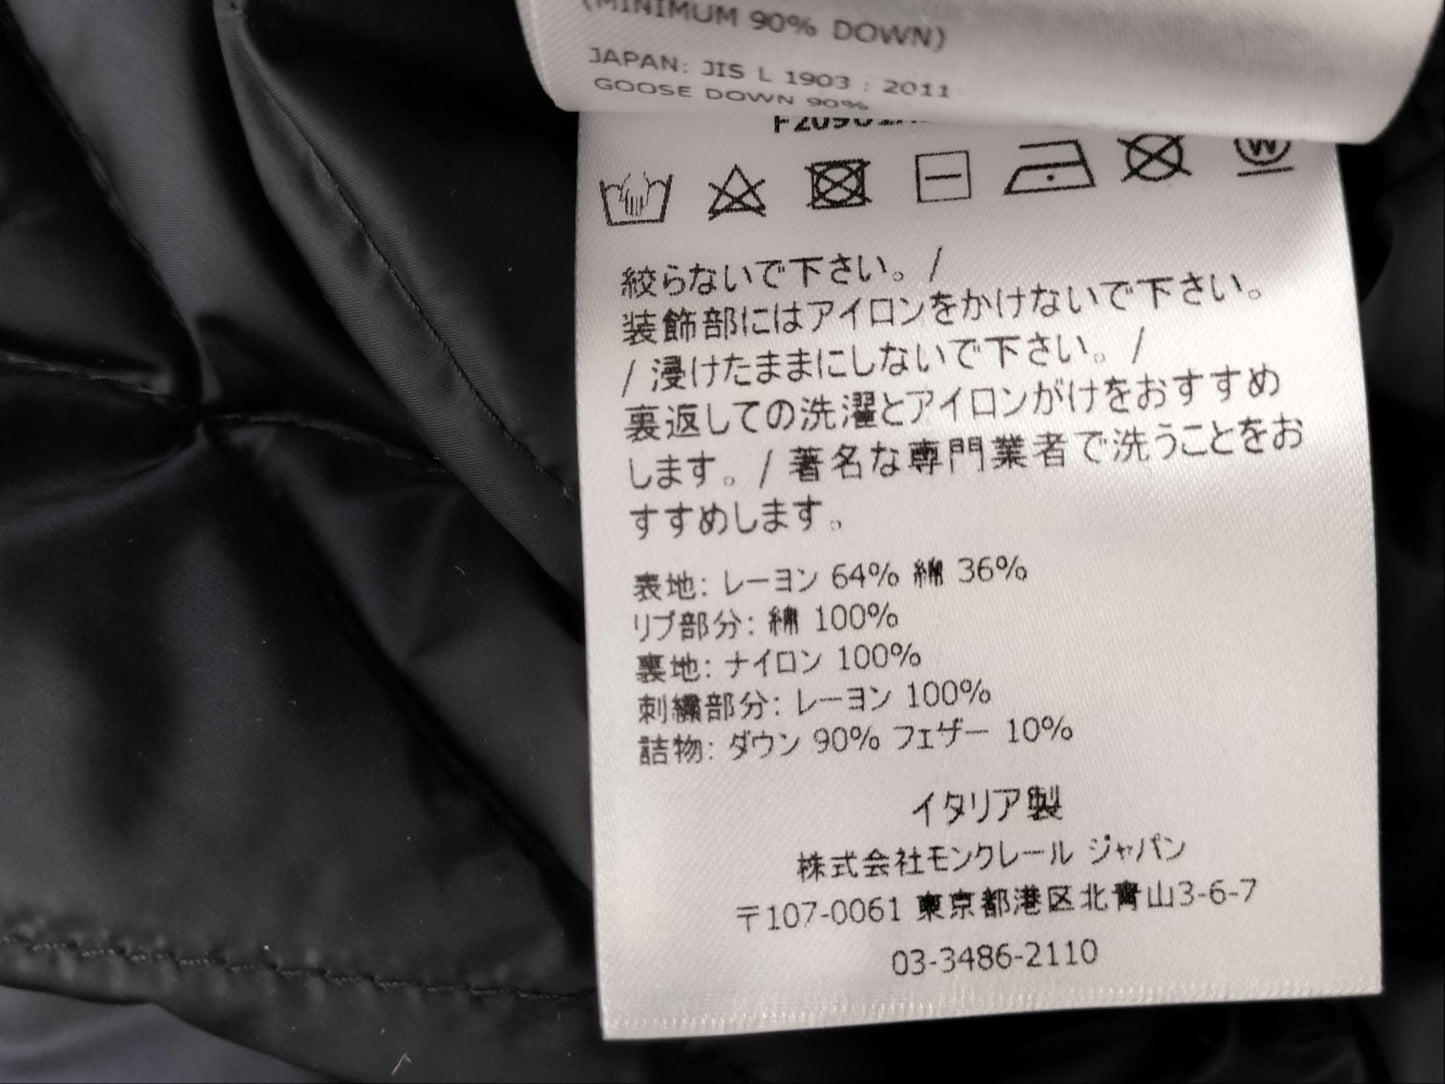 (MINIMUM 90% DOWN)
JAPAN: JIS L 1903 : 2011
GOOSE DOWN 90%
W
絞らないで下さい。 /
装飾部にはアイロンをかけないで下さい。
/ 浸けたままにしないで下さい。 /
裏返しての洗濯とアイロンがけをおすすめ
します。/ 著名な専門業者で洗うことをお
すすめします。
表地: レーヨン 64% 綿 36%
リブ部分: 綿 100%
裏地: ナイロン 100%
刺繍部分: レーヨン 100%
詰物: ダウン 90% フェザー 10%
イタリア製
株式会社モンクレール ジャパン
〒107-0061 東京都港区北青山3-6-7
03-3486-2110